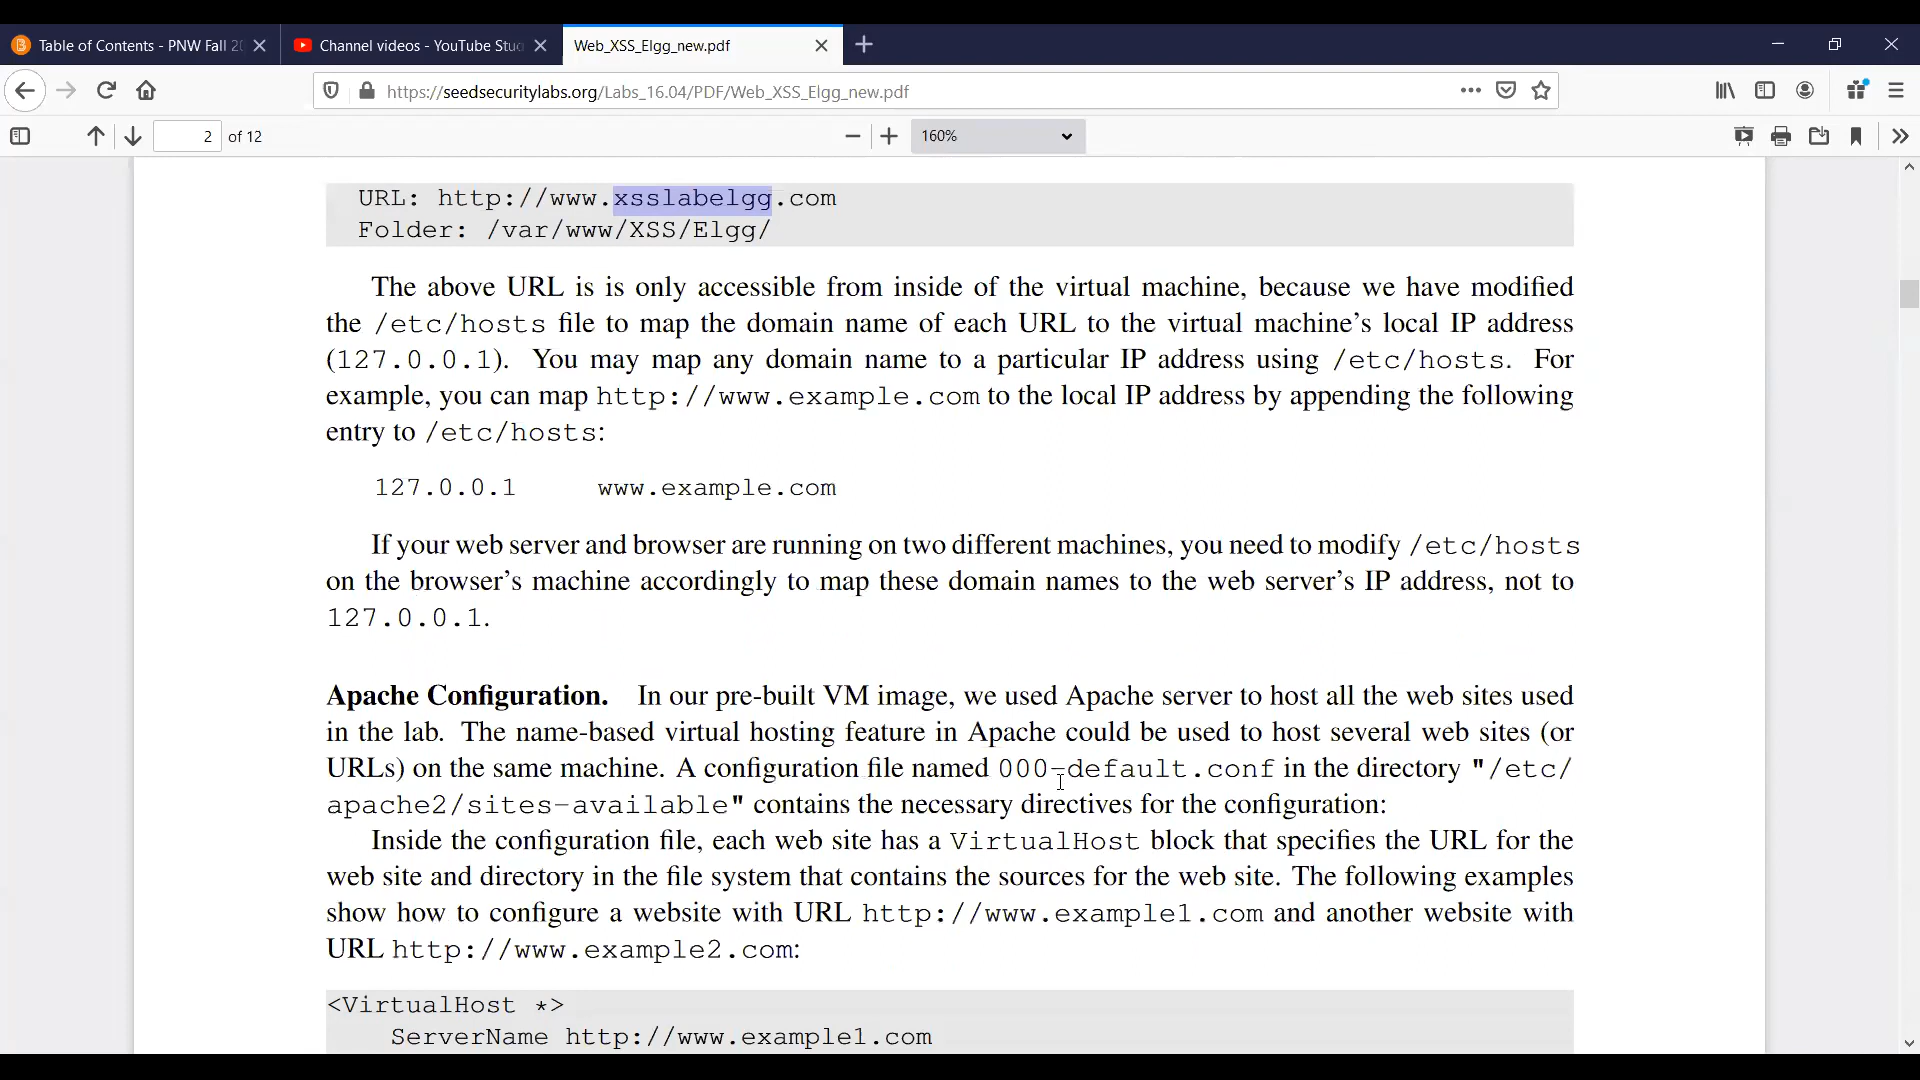 Table of Contents - PNW Fall 20
Channel videos - YouTube Stu
Web_XSS_Elgg_new.pdf
https://seedsecuritylabs.org/Labs_16.04/PDF/Web_XSS_Elgg_new.pdf
2 of 12
160%
URL: http://www.xsslabelgg.com
Folder: /var/www/XSS/Elgg/
The above URL is is only accessible from inside of the virtual machine, because we have modified
the /etc/hosts file to map the domain name of each URL to the virtual machine's local IP address
(127.0.0.1). You may map any domain name to a particular IP address using /etc/hosts. For
example, you can map http://www.example.com to the local IP address by appending the following
entry to /etc/hosts:
127.0.0.1 www.example.com
If your web server and browser are running on two different machines, you need to modify /etc/hosts
on the browser's machine accordingly to map these domain names to the web server's IP address, not to
127.0.0.1.
Apache Configuration. In our pre-built VM image, we used Apache server to host all the web sites used
in the lab. The name-based virtual hosting feature in Apache could be used to host several web sites (or
URLs) on the same machine. A configuration file named 000-default.conf in the directory "/etc/
apache2/sites-available" contains the necessary directives for the configuration:
Inside the configuration file, each web site has a VirtualHost block that specifies the URL for the
web site and directory in the file system that contains the sources for the web site. The following examples
show how to configure a website with URL http://www.example1.com and another website with
URL http://www.example2.com:
<VirtualHost *>
ServerName http://www.example1.com